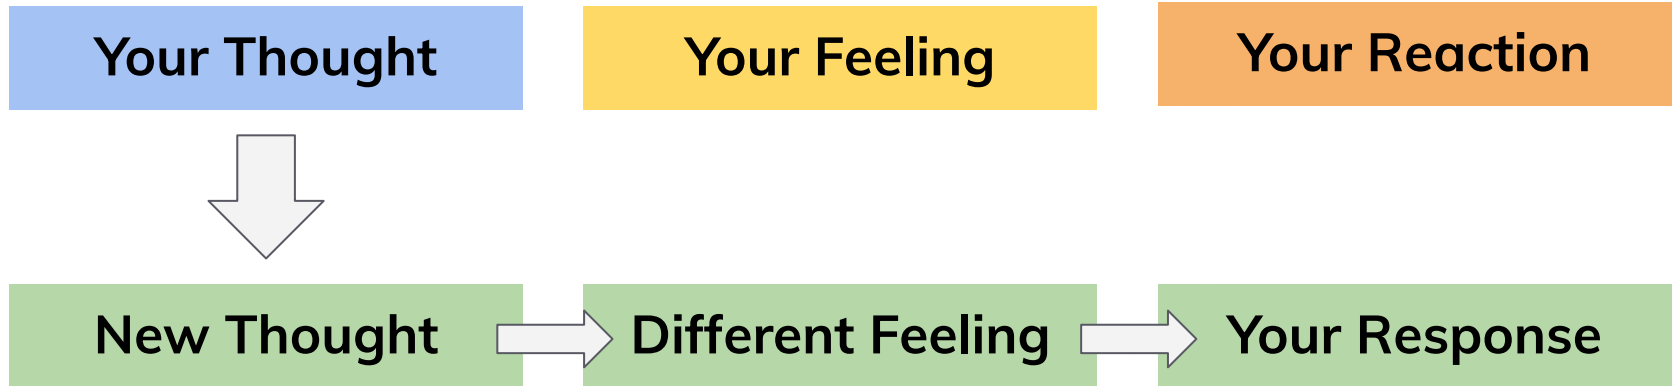 Your Thought
Your Feeling
Your Reaction
New Thought
Different Feeling
Your Response